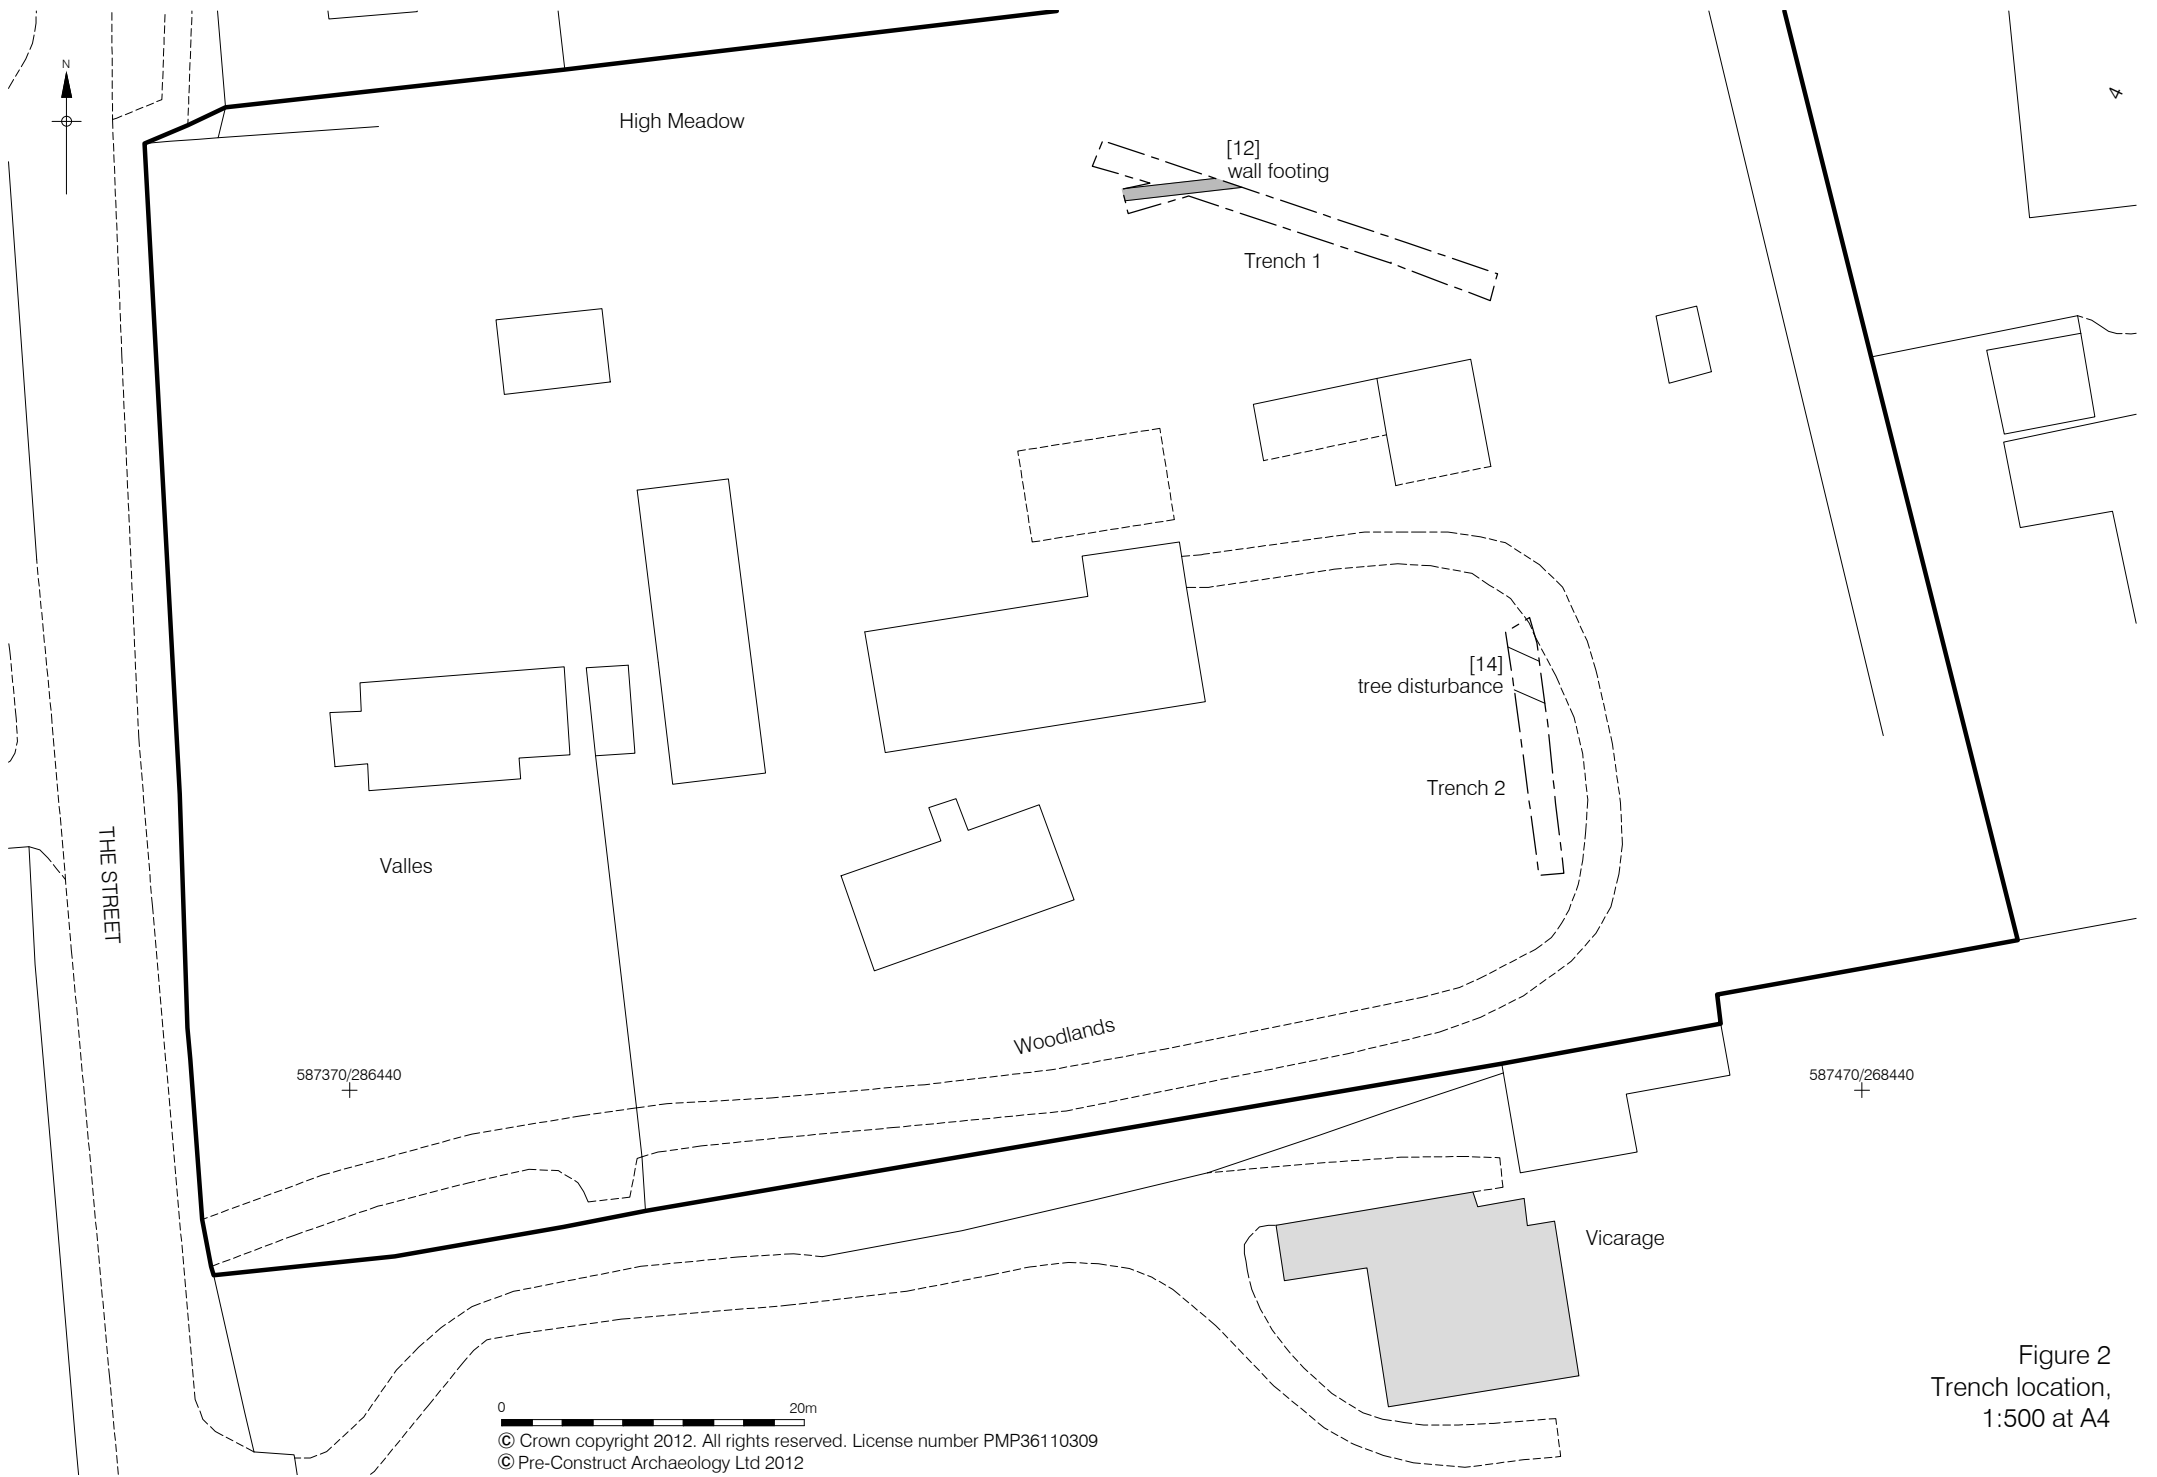 N
High Meadow
4
[12]
wall footing
Trench 1
[14]
tree disturbance
Trench 2
THE STREET
Valles
Woodlands
587370/286440
587470/268440
Vicarage
Figure 2
Trench location,
1:500 at A4
0 20m
© Crown copyright 2012. All rights reserved. License number PMP36110309
© Pre-Construct Archaeology Ltd 2012